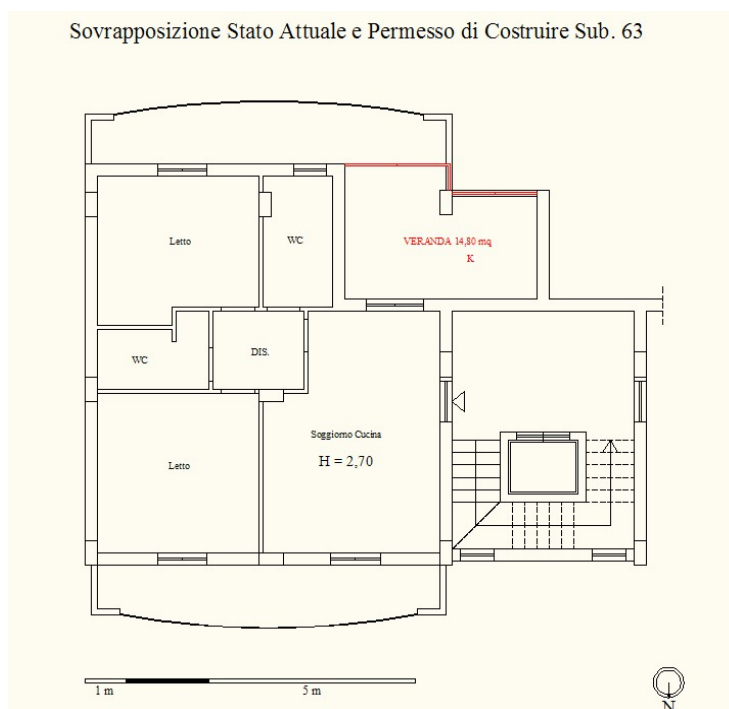 Sovrapposizione Stato Attuale e Permesso di Costruire Sub. 63
Letto
WC
VERANDA 14,80 mq
K
WC
DIS.
Soggiorno Cucina
H = 2,70
Letto
1 m
5 m
N